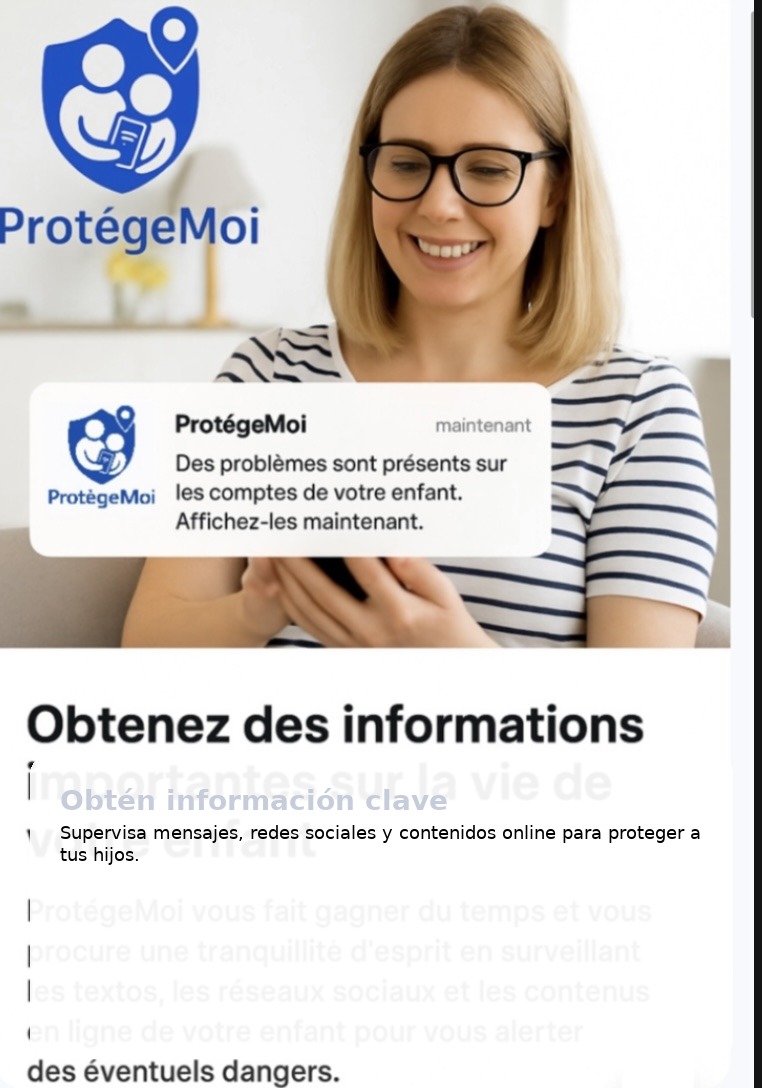 ProtégeMoi
ProtégeMoi
maintenant
Des problèmes sont présents sur
les comptes de votre enfant.
Affichez-les maintenant.
ProtègeMoi
Obtenez des informations
importantes sur la vie de
votre enfant
Obtén información clave
Supervisa mensajes, redes sociales y contenidos online para proteger a
tus hijos.
ProtégeMoi vous fait gagner du temps et vous
procure une tranquillité d'esprit en surveillant
les textos, les réseaux sociaux et les contenus
en ligne de votre enfant pour vous alerter
des éventuels dangers.